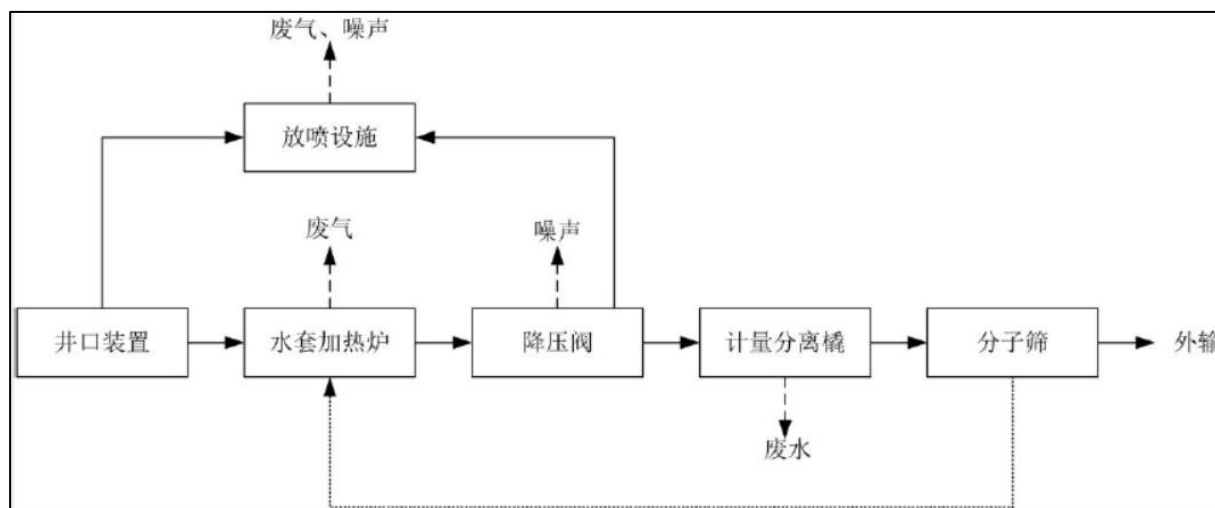 废气、噪声
放喷设施
废气
噪声
井口装置
水套加热炉
降压阀
计量分离橇
分子筛
外输
废水